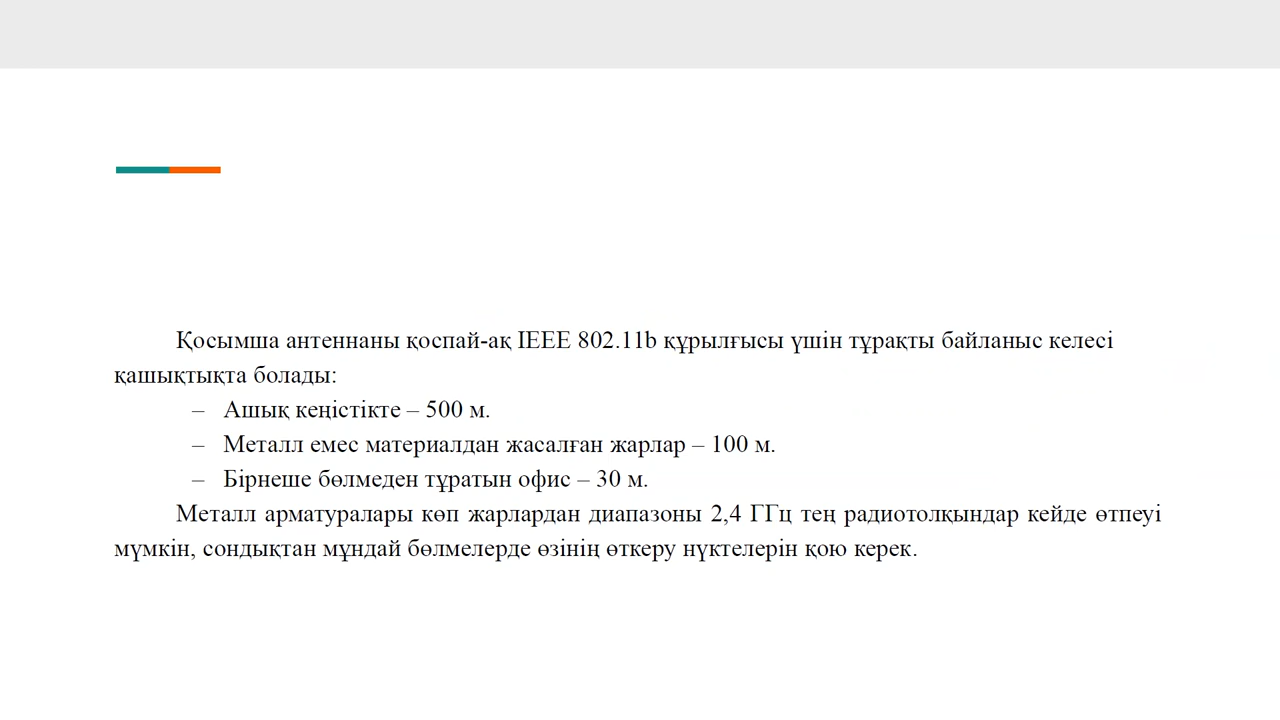 Қосымша антеннаны қоспай-ақ IEEE 802.11b құрылғысы үшін тұрақты байланыс келесі
қашықтықта болады:
– Ашық кеңістікте – 500 м.
– Металл емес материалдан жасалған жарлар – 100 м.
– Бірнеше бөлмеден тұратын офис – 30 м.
Металл арматуралары көп жарлардан диапазоны 2,4 ГГц тең радиотолқындар кейде өтпеуі
мүмкін, сондықтан мұндай бөлмелерде өзінің өткеру нүктелерін қою керек.